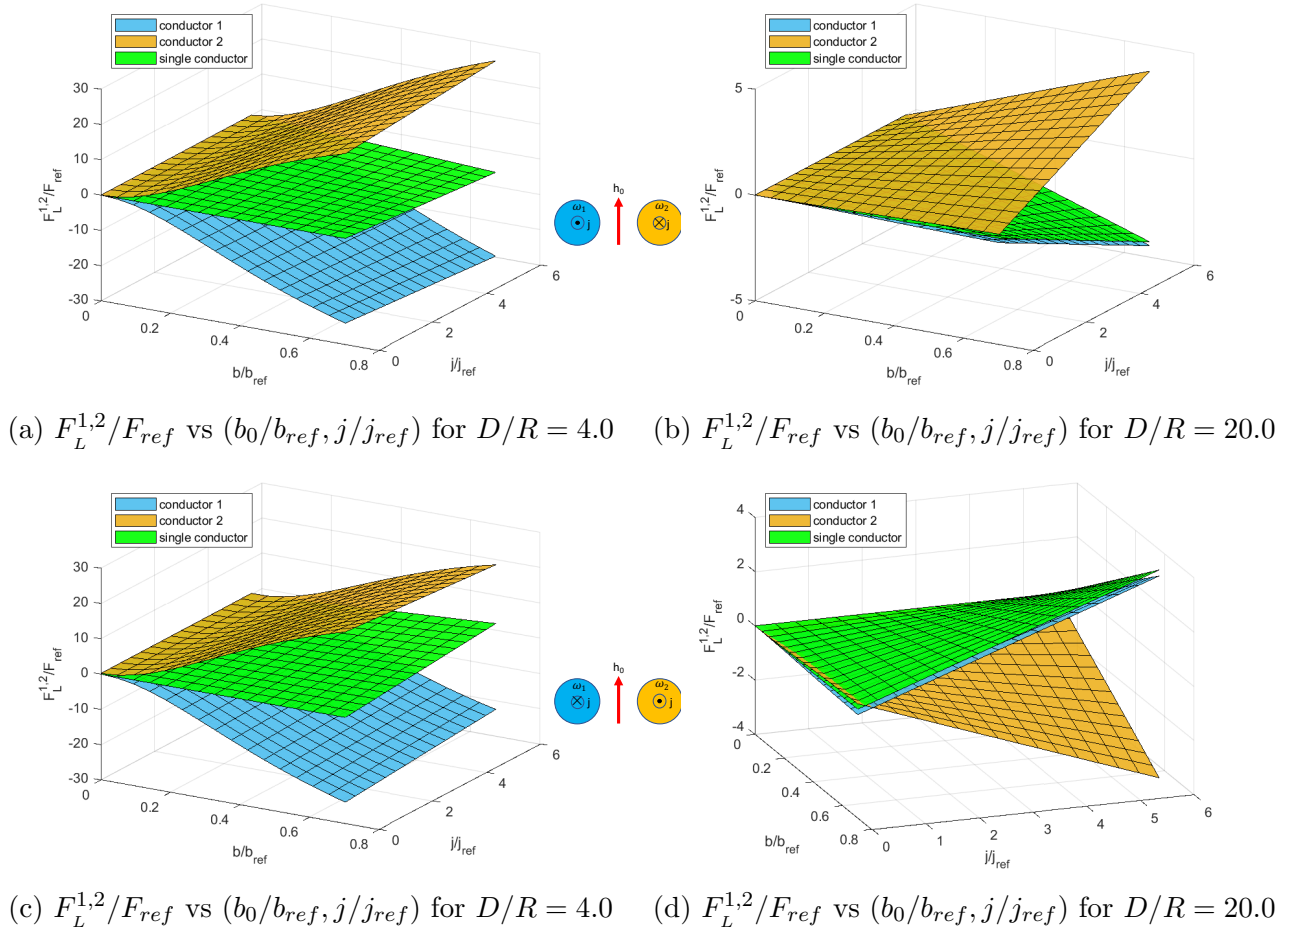 conductor 1
conductor 2
single conductor
30
20
10
0
-10
-20
-30
F_L^{1,2}/F_ref
0
0.2
0.4
0.6
0.8
b/b_ref
0
2
4
6
j/j_ref
h₀
ω₁
j
ω₂
j
conductor 1
conductor 2
single conductor
5
0
-5
F_L^{1,2}/F_ref
0
0.2
0.4
0.6
0.8
b/b_ref
0
2
4
6
j/j_ref
(a) F_L^{1,2}/F_ref vs (b_0/b_ref, j/j_ref) for D/R = 4.0
(b) F_L^{1,2}/F_ref vs (b_0/b_ref, j/j_ref) for D/R = 20.0
conductor 1
conductor 2
single conductor
30
20
10
0
-10
-20
-30
F_L^{1,2}/F_ref
0
0.2
0.4
0.6
0.8
b/b_ref
0
2
4
6
j/j_ref
h₀
ω₁
j
ω₂
j
conductor 1
conductor 2
single conductor
4
2
0
-2
-4
F_L^{1,2}/F_ref
0
0.2
0.4
0.6
0.8
b/b_ref
0
1
2
3
4
5
6
j/j_ref
(c) F_L^{1,2}/F_ref vs (b_0/b_ref, j/j_ref) for D/R = 4.0
(d) F_L^{1,2}/F_ref vs (b_0/b_ref, j/j_ref) for D/R = 20.0